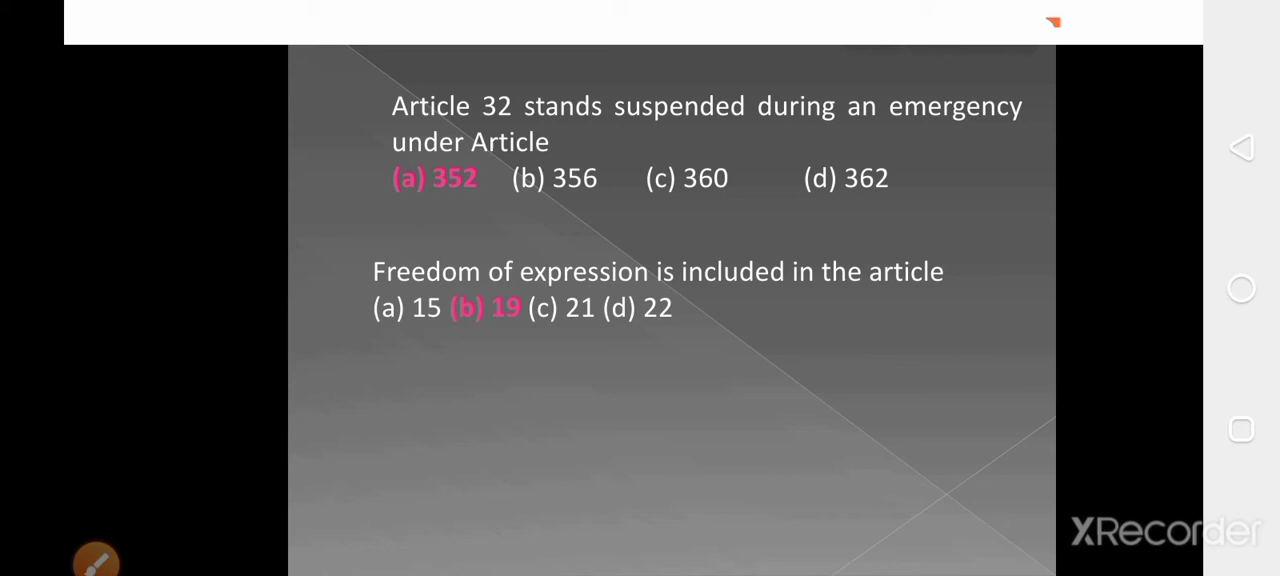 Article 32 stands suspended during an emergency
under Article
(a) 352 (b) 356 (c) 360 (d) 362
Freedom of expression is included in the article
(a) 15 (b) 19 (c) 21 (d) 22
XRecorder